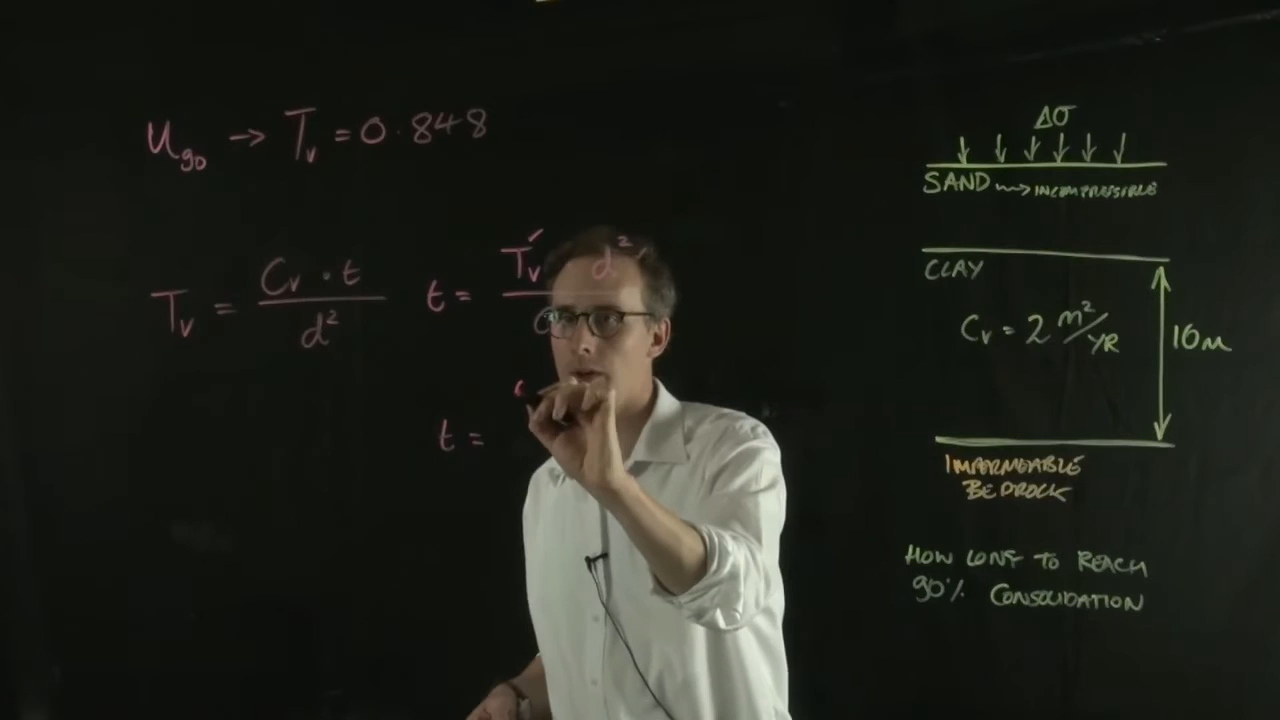 U90 → Tv = 0.848
Tv = Cv · t / d²
t = Tv d²
t =
Δσ
SAND → INCOMPRESSIBLE
CLAY
Cv = 2 m²/YR
10m
IMPERMEABLE
BEDROCK
HOW LONG TO REACH
90% CONSOLIDATION